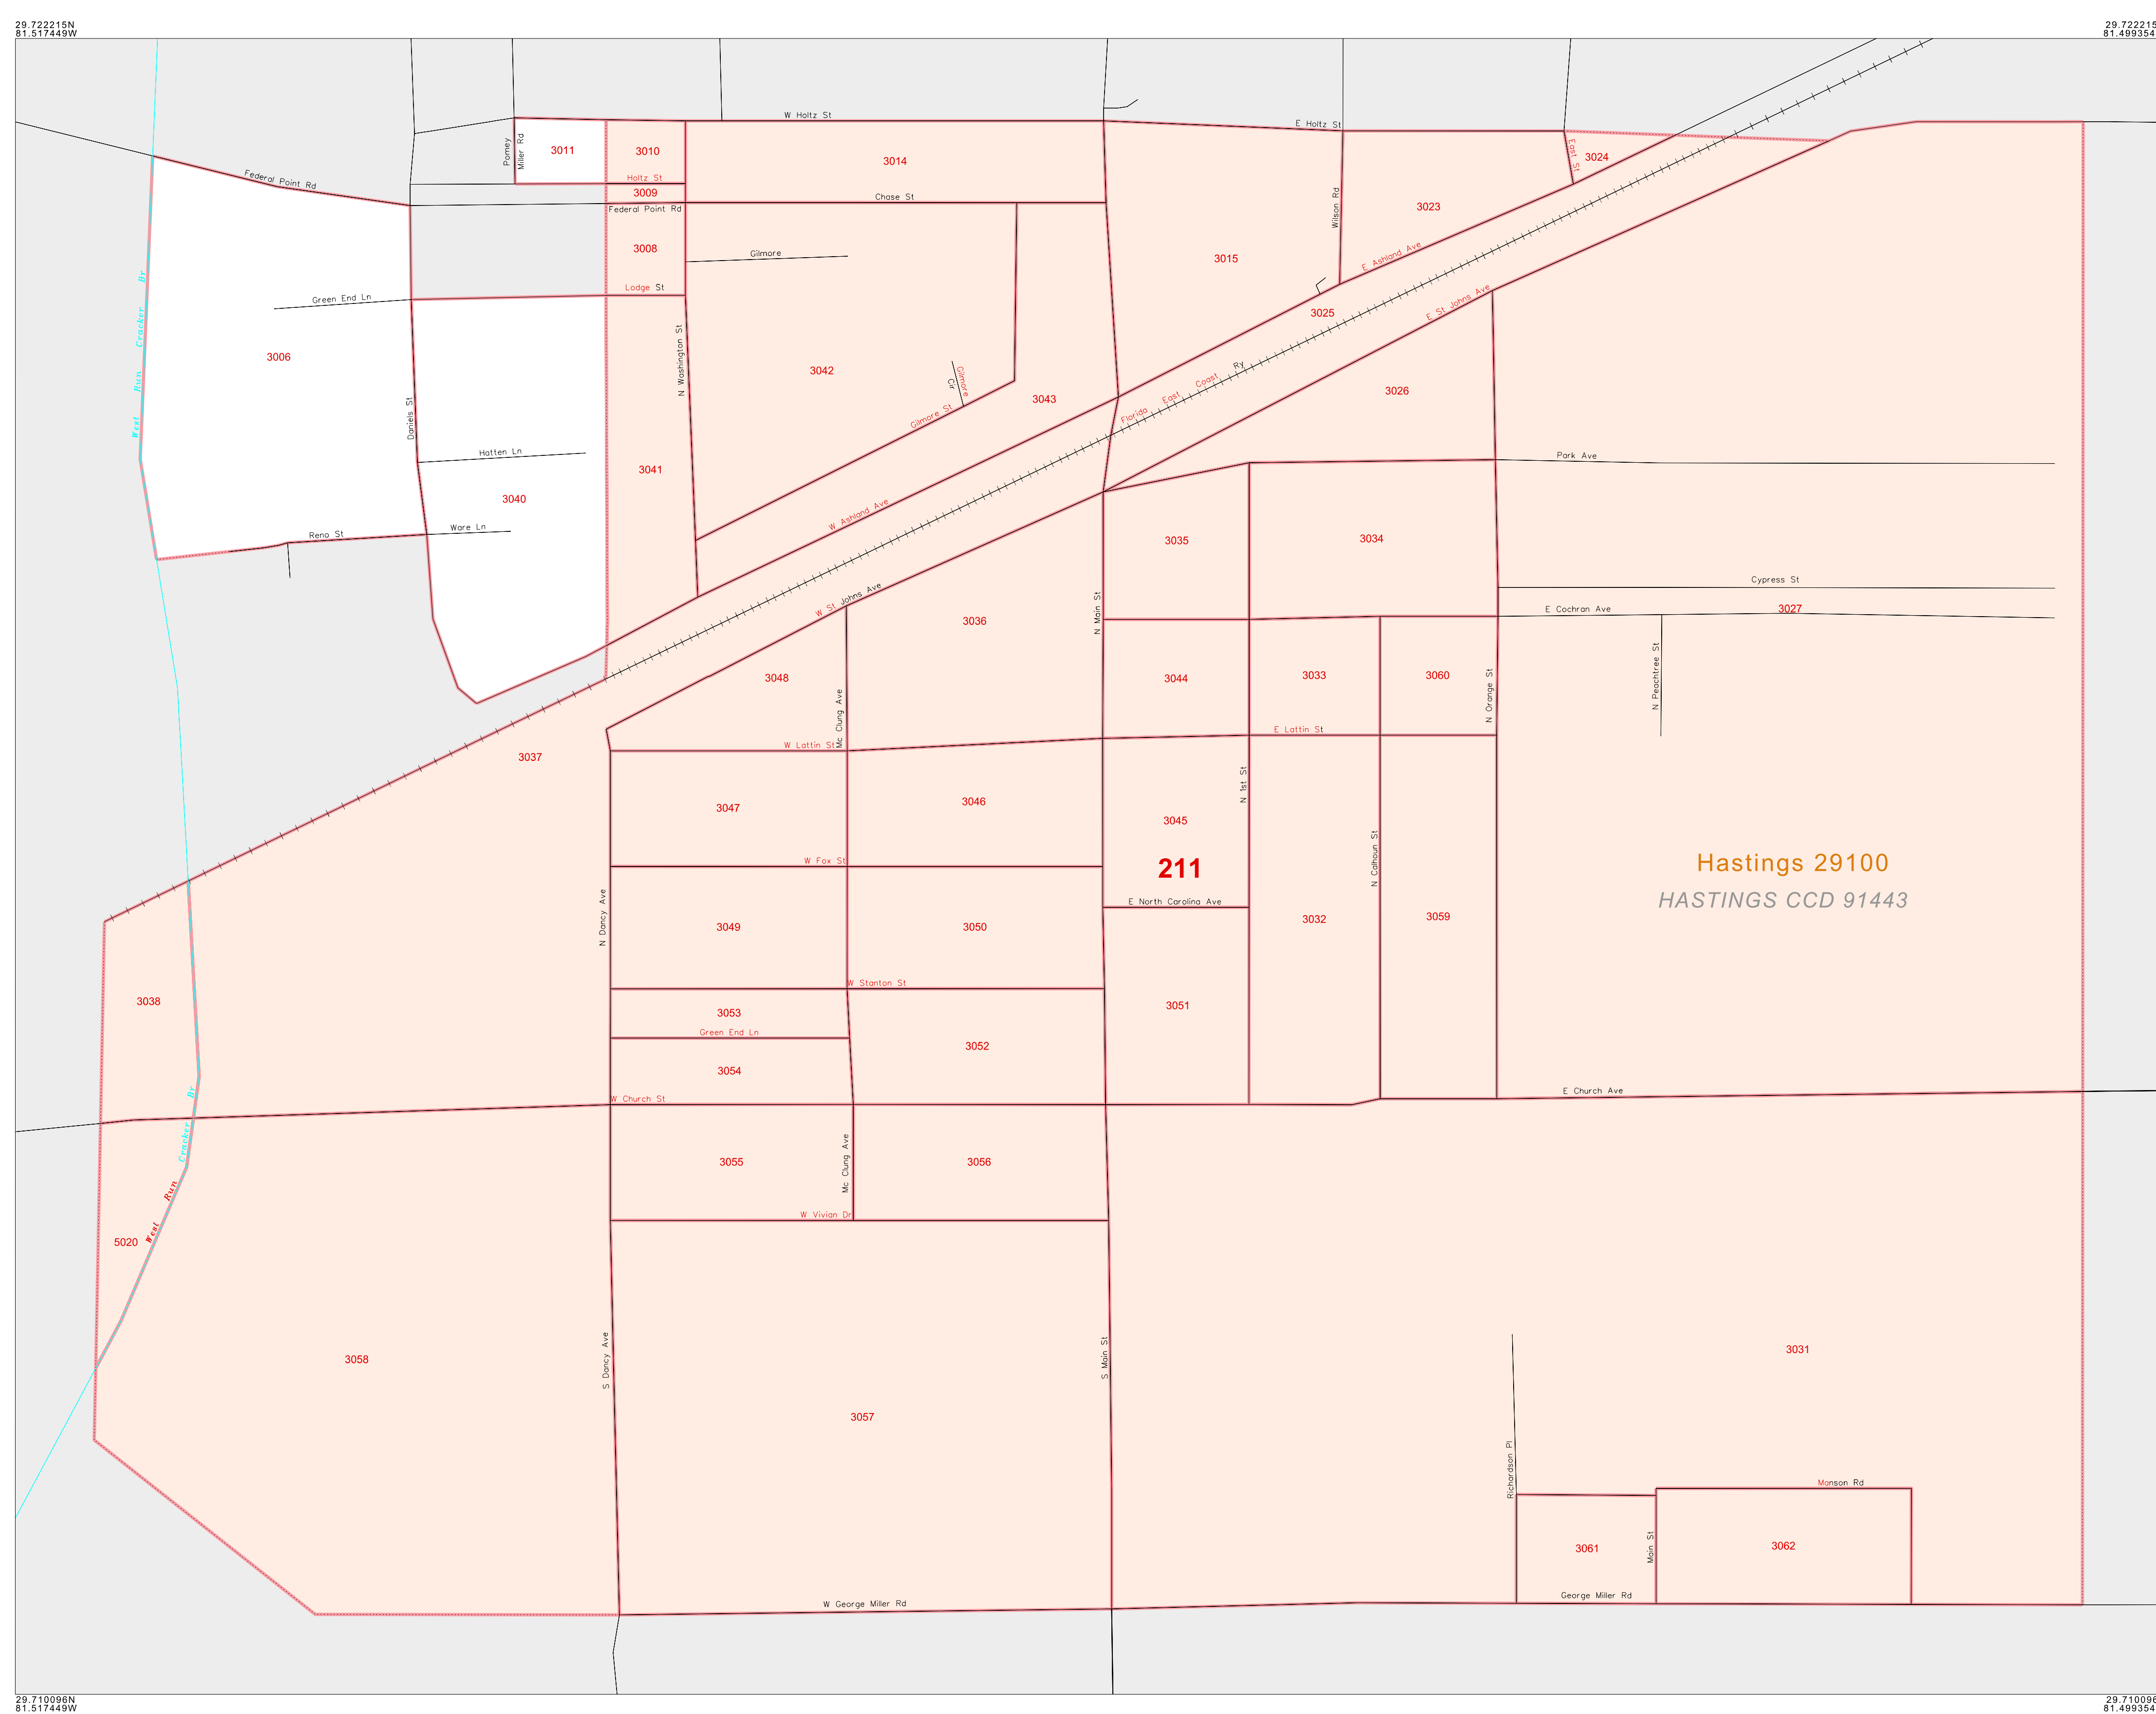 29.722215N
81.517449W
29.722215
81.499354
W Holtz St
E Holtz St
Pomey
Miller Rd
3011
3010
3014
3024
East St
Federal Point Rd
Holtz St
3009
Chase St
Federal Point Rd
Wilson Rd
3023
3008
Gilmore
3015
E Ashland Ave
West Run Cracker Br
Green End Ln
Lodge St
3025
E St Johns Ave
3006
N Washington St
3042
Gilmore
Cir
Florida East Coast Ry
3043
3026
Daniels St
Gilmore St
Hatten Ln
3041
Park Ave
3040
W Ashland Ave
Reno St
Ware Ln
3035
3034
W St Johns Ave
Cypress St
3036
N Main St
E Cochran Ave
3027
3048
3044
3033
3060
N Peachtree St
Mc Clung Ave
N Orange St
W Lattin St
E Lattin St
3037
N 1st St
3047
3046
3045
W Fox St
211
N Calhoun St
Hastings 29100
HASTINGS CCD 91443
E North Carolina Ave
N Dancy Ave
3049
3050
3032
3059
W Stanton St
3038
3053
3051
Green End Ln
3052
3054
W Church St
E Church Ave
West Run Cracker Br
3055
Mc Clung Ave
3056
W Vivian Dr
5020
3058
S Dancy Ave
S Main St
3031
3057
Richardson Pl
Manson Rd
3061
Main St
3062
George Miller Rd
W George Miller Rd
29.710096N
81.517449W
29.710096
81.499354